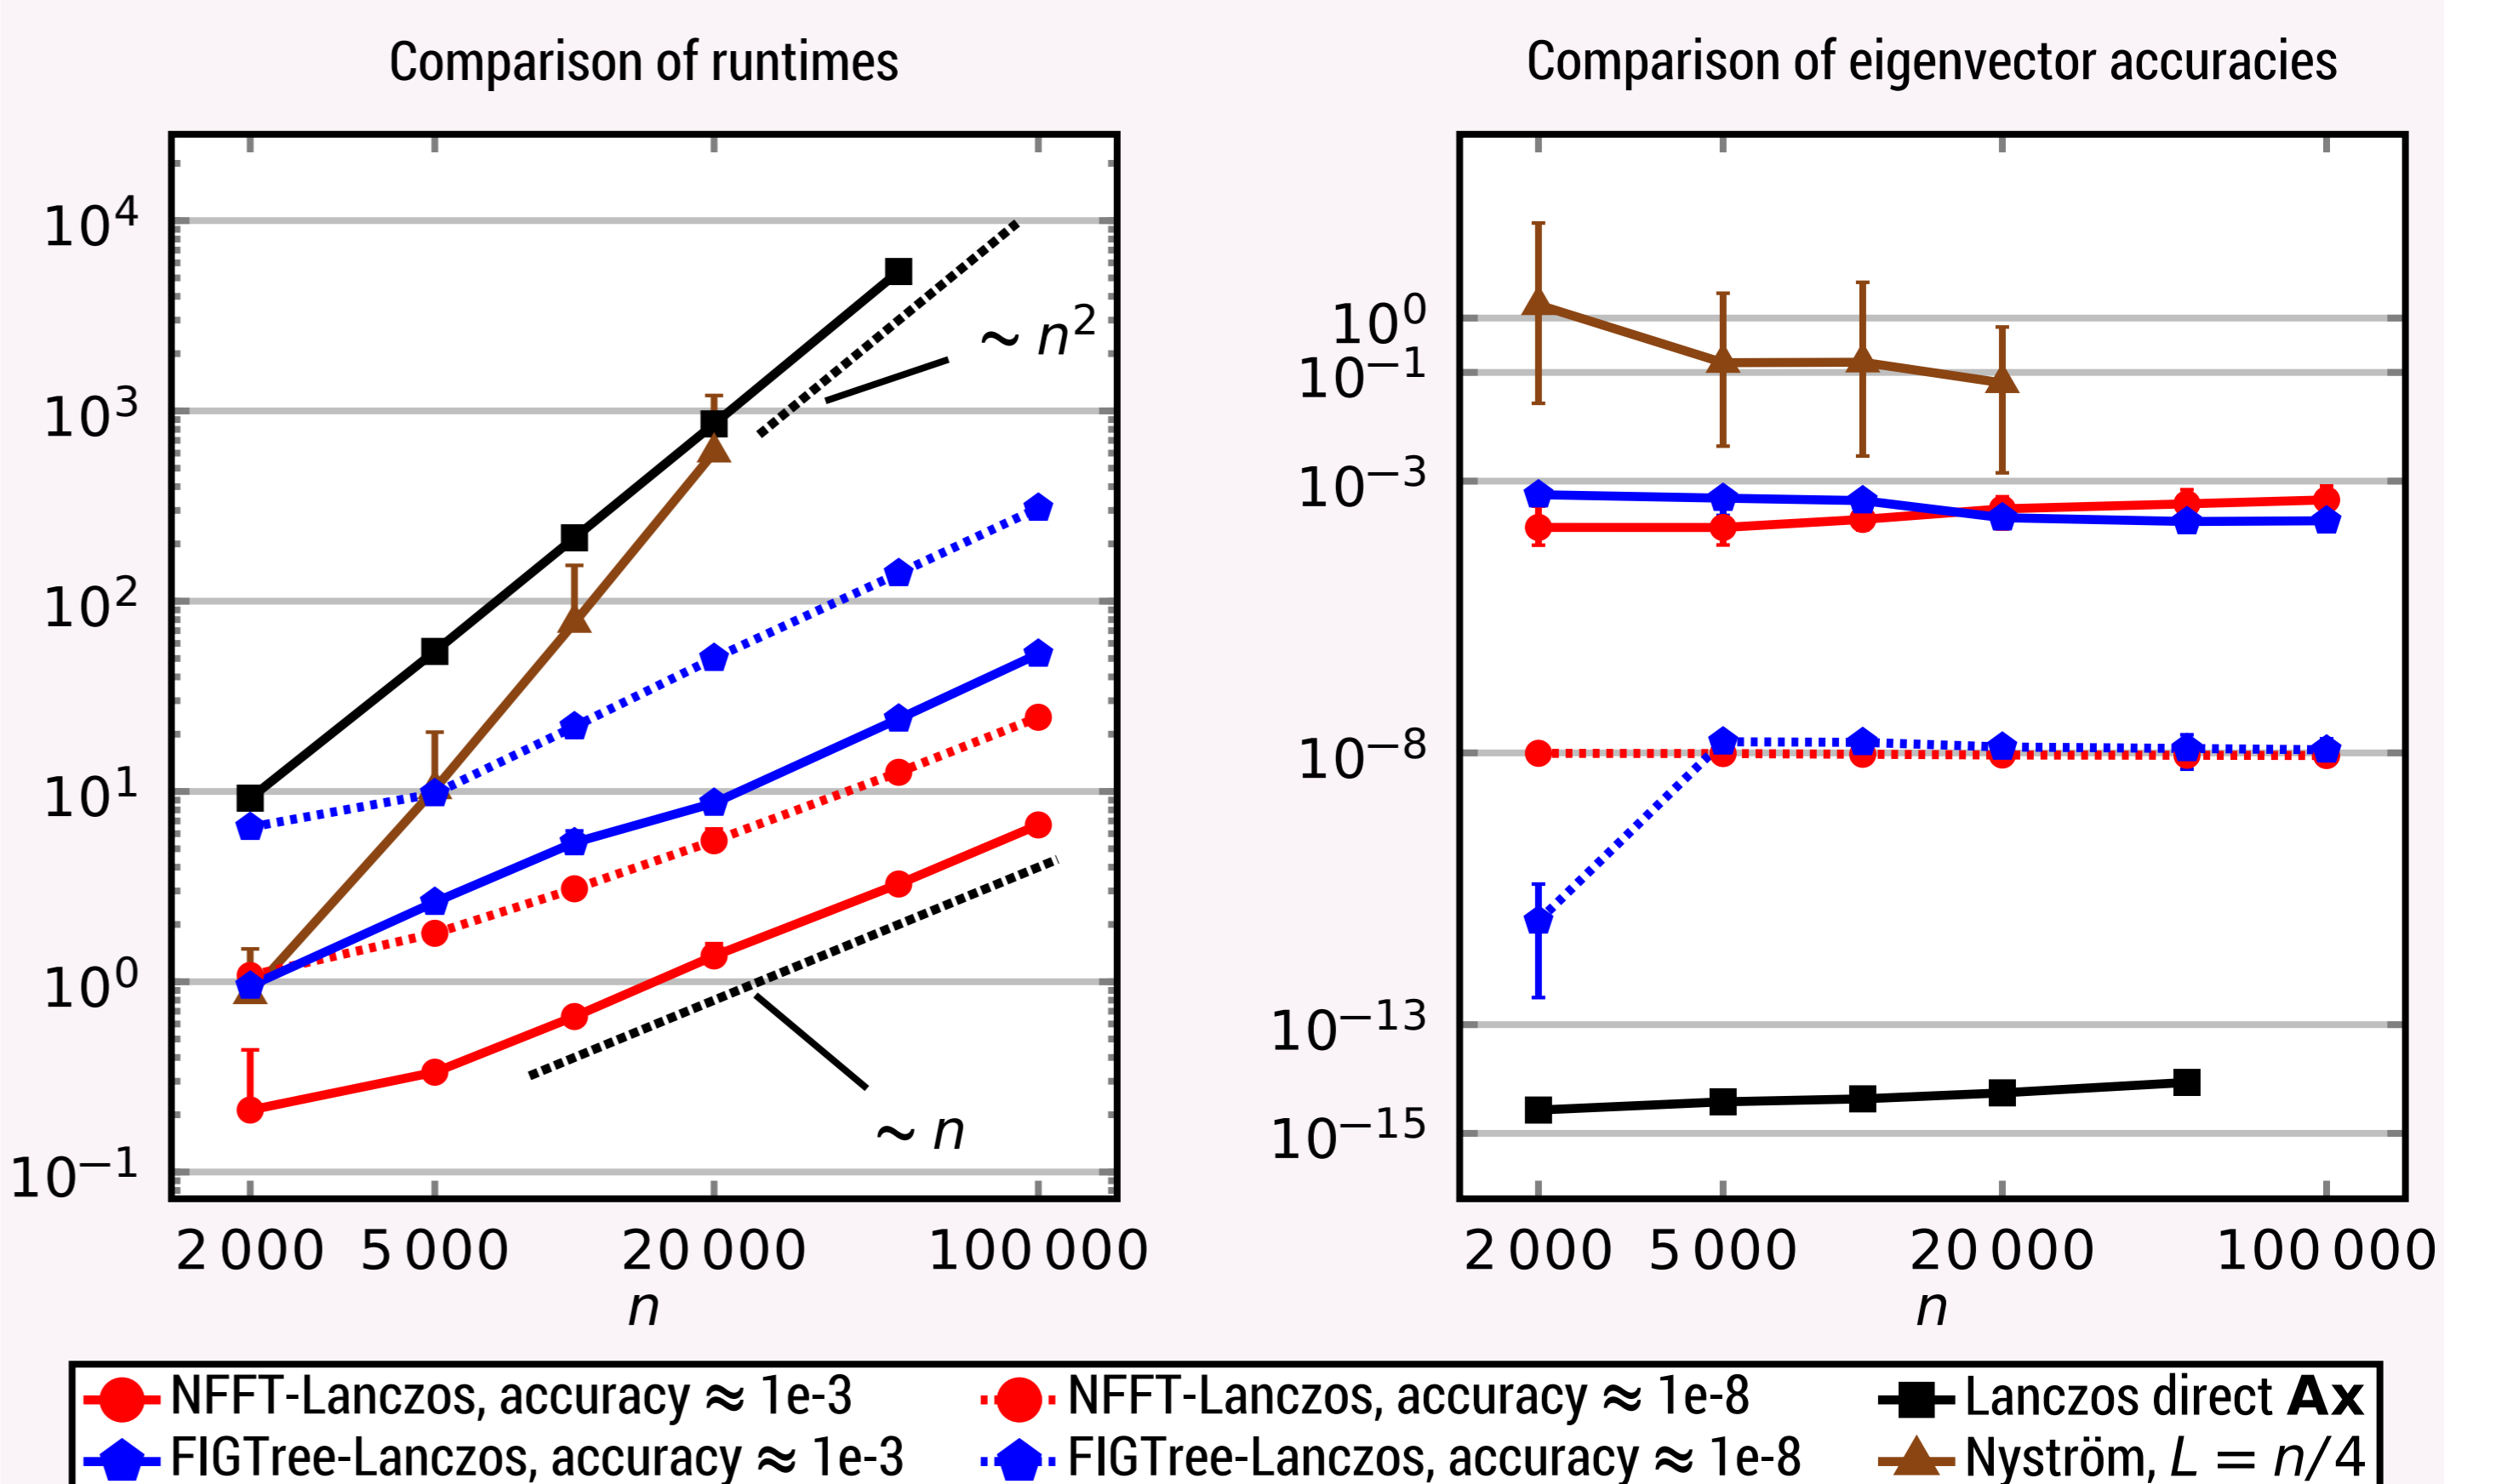 Comparison of runtimes
10^4
10^3
10^2
10^1
10^0
10^−1
∼ n^2
∼ n
2 000 5 000 20 000 100 000
n
Comparison of eigenvector accuracies
10^0
10^−1
10^−3
10^−8
10^−13
10^−15
2 000 5 000 20 000 100 000
n
NFFT-Lanczos, accuracy ≈ 1e-3 NFFT-Lanczos, accuracy ≈ 1e-8 Lanczos direct Ax
FIGTree-Lanczos, accuracy ≈ 1e-3 FIGTree-Lanczos, accuracy ≈ 1e-8 Nyström, L = n/4